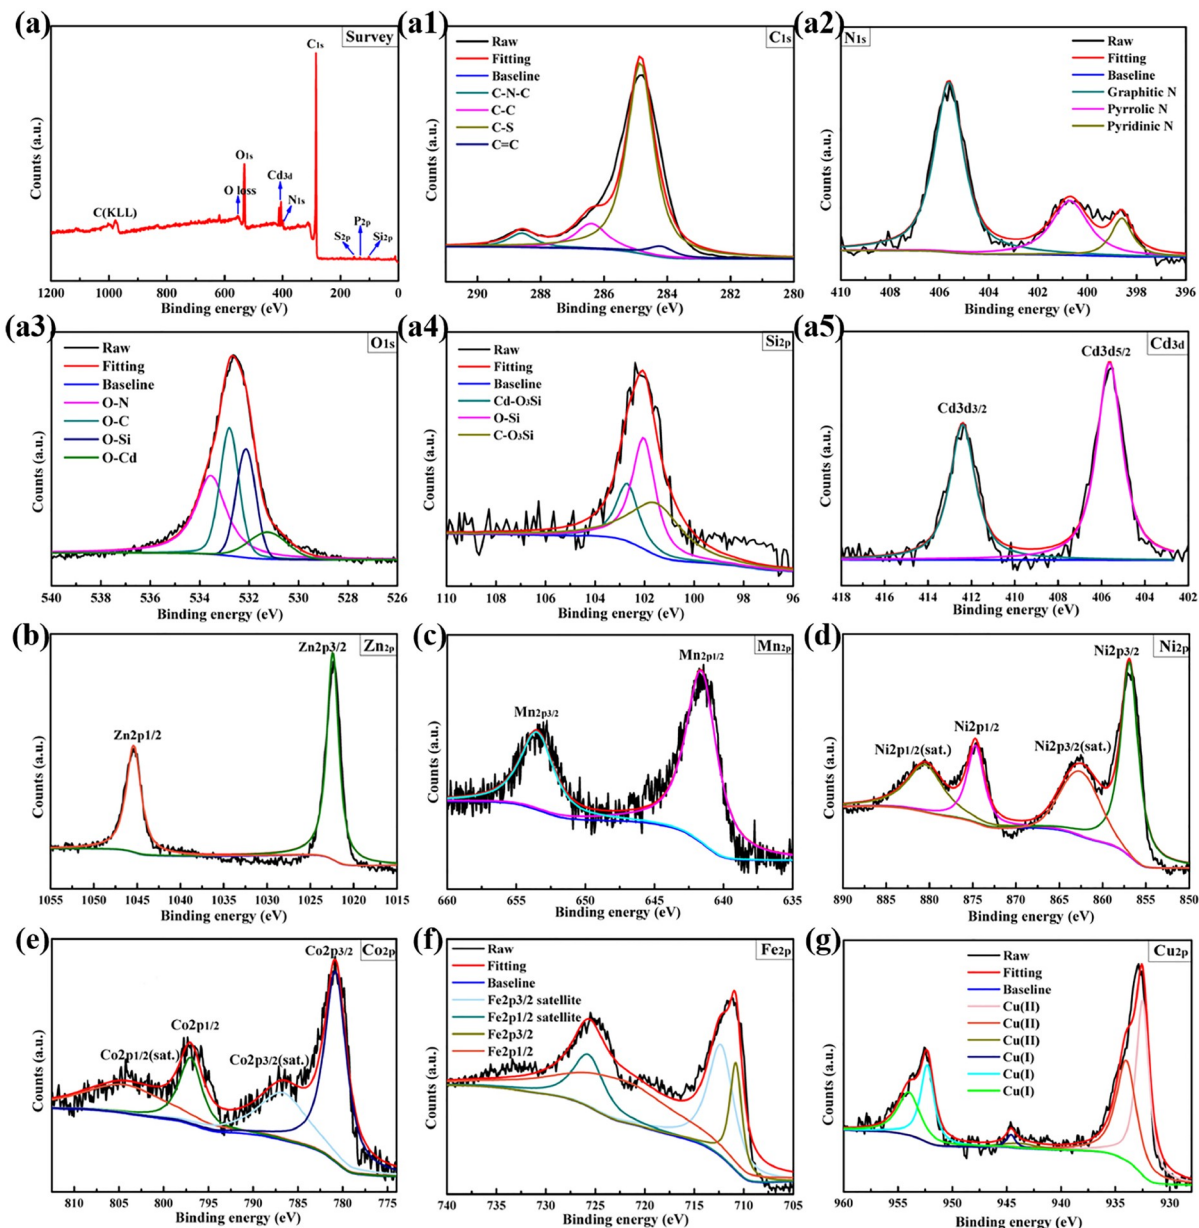 (a)
Survey
C1s
O1s
O loss
Cd3d
N1s
C(KLL)
P2p
S2p
Si2p
Counts (a.u.)
1200 1000 800 600 400 200 0
Binding energy (eV)
(a1)
C1s
Raw
Fitting
Baseline
C-N-C
C-C
C-S
C=C
Counts (a.u.)
290 288 286 284 282 280
Binding energy (eV)
(a2)
N1s
Raw
Fitting
Baseline
Graphitic N
Pyrrolic N
Pyridinic N
Counts (a.u.)
410 408 406 404 402 400 398 396
Binding energy (eV)
(a3)
O1s
Raw
Fitting
Baseline
O-N
O-C
O-Si
O-Cd
Counts (a.u.)
540 538 536 534 532 530 528 526
Binding energy (eV)
(a4)
Si2p
Raw
Fitting
Baseline
Cd-O3Si
O-Si
C-O3Si
Counts (a.u.)
110 108 106 104 102 100 98 96
Binding energy (eV)
(a5)
Cd3d
Cd3d5/2
Cd3d3/2
Counts (a.u.)
418 416 414 412 410 408 406 404 402
Binding energy (eV)
(b)
Zn2p
Zn2p3/2
Zn2p1/2
Counts (a.u.)
1055 1050 1045 1040 1035 1030 1025 1020 1015
Binding energy (eV)
(c)
Mn2p
Mn2p1/2
Mn2p3/2
Counts (a.u.)
660 655 650 645 640 635
Binding energy (eV)
(d)
Ni2p
Ni2p3/2
Ni2p1/2
Ni2p1/2(sat.)
Ni2p3/2(sat.)
Counts (a.u.)
890 885 880 875 870 865 860 855 850
Binding energy (eV)
(e)
Co2p
Co2p3/2
Co2p1/2
Co2p1/2(sat.)
Co2p3/2(sat.)
Counts (a.u.)
810 805 800 795 790 785 780 775
Binding energy (eV)
(f)
Fe2p
Raw
Fitting
Baseline
Fe2p3/2 satellite
Fe2p1/2 satellite
Fe2p3/2
Fe2p1/2
Counts (a.u.)
740 735 730 725 720 715 710 705
Binding energy (eV)
(g)
Cu2p
Raw
Fitting
Baseline
Cu(II)
Cu(II)
Cu(II)
Cu(I)
Cu(I)
Cu(I)
Counts (a.u.)
960 955 950 945 940 935 930
Binding energy (eV)